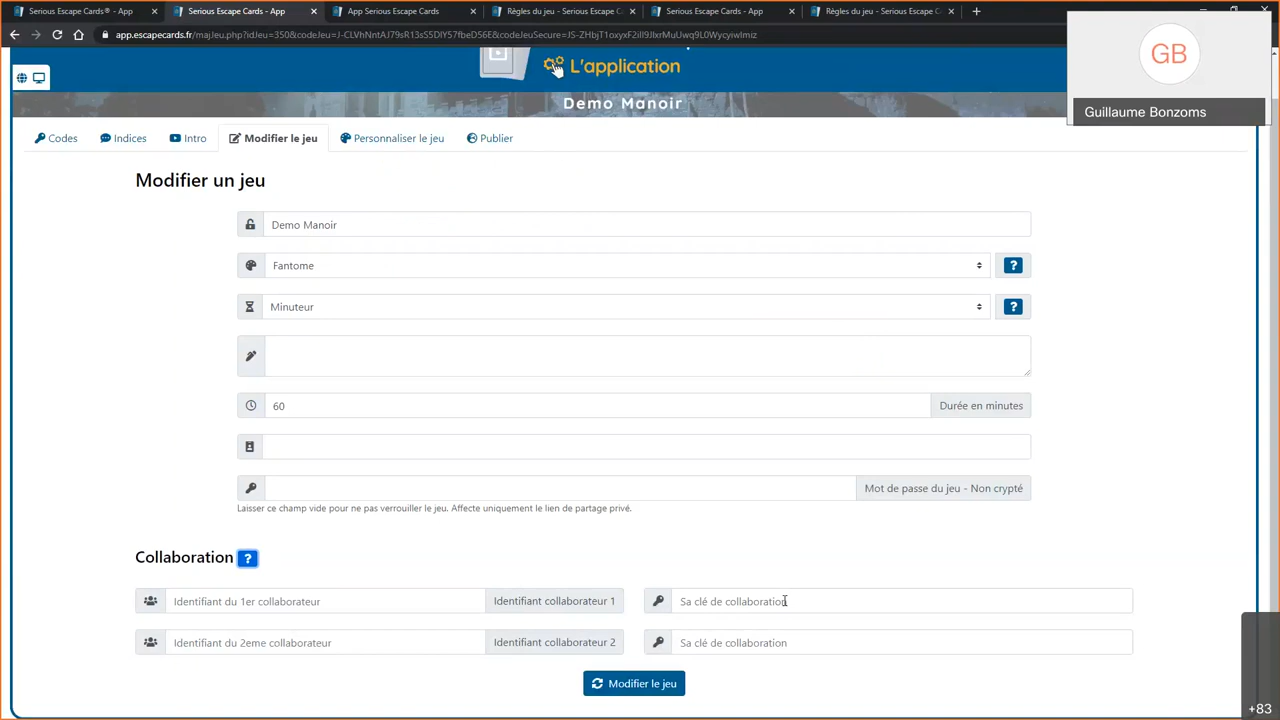 Serious Escape Cards® - App
Serious Escape Cards - App
App Serious Escape Cards
Règles du jeu - Serious Escape C
Serious Escape Cards - App
Règles du jeu - Serious Escape C
L'application
Demo Manoir
GB
Guillaume Bonzoms
Codes
Indices
Intro
Modifier le jeu
Personnaliser le jeu
Publier
Modifier un jeu
Demo Manoir
Fantome
?
Minuteur
?
60
Durée en minutes
Mot de passe du jeu - Non crypté
Laisser ce champ vide pour ne pas verrouiller le jeu. Affecte uniquement le lien de partage privé.
Collaboration ?
Identifiant du 1er collaborateur
Identifiant collaborateur 1
Sa clé de collaboration
Identifiant du 2eme collaborateur
Identifiant collaborateur 2
Sa clé de collaboration
Modifier le jeu
+83